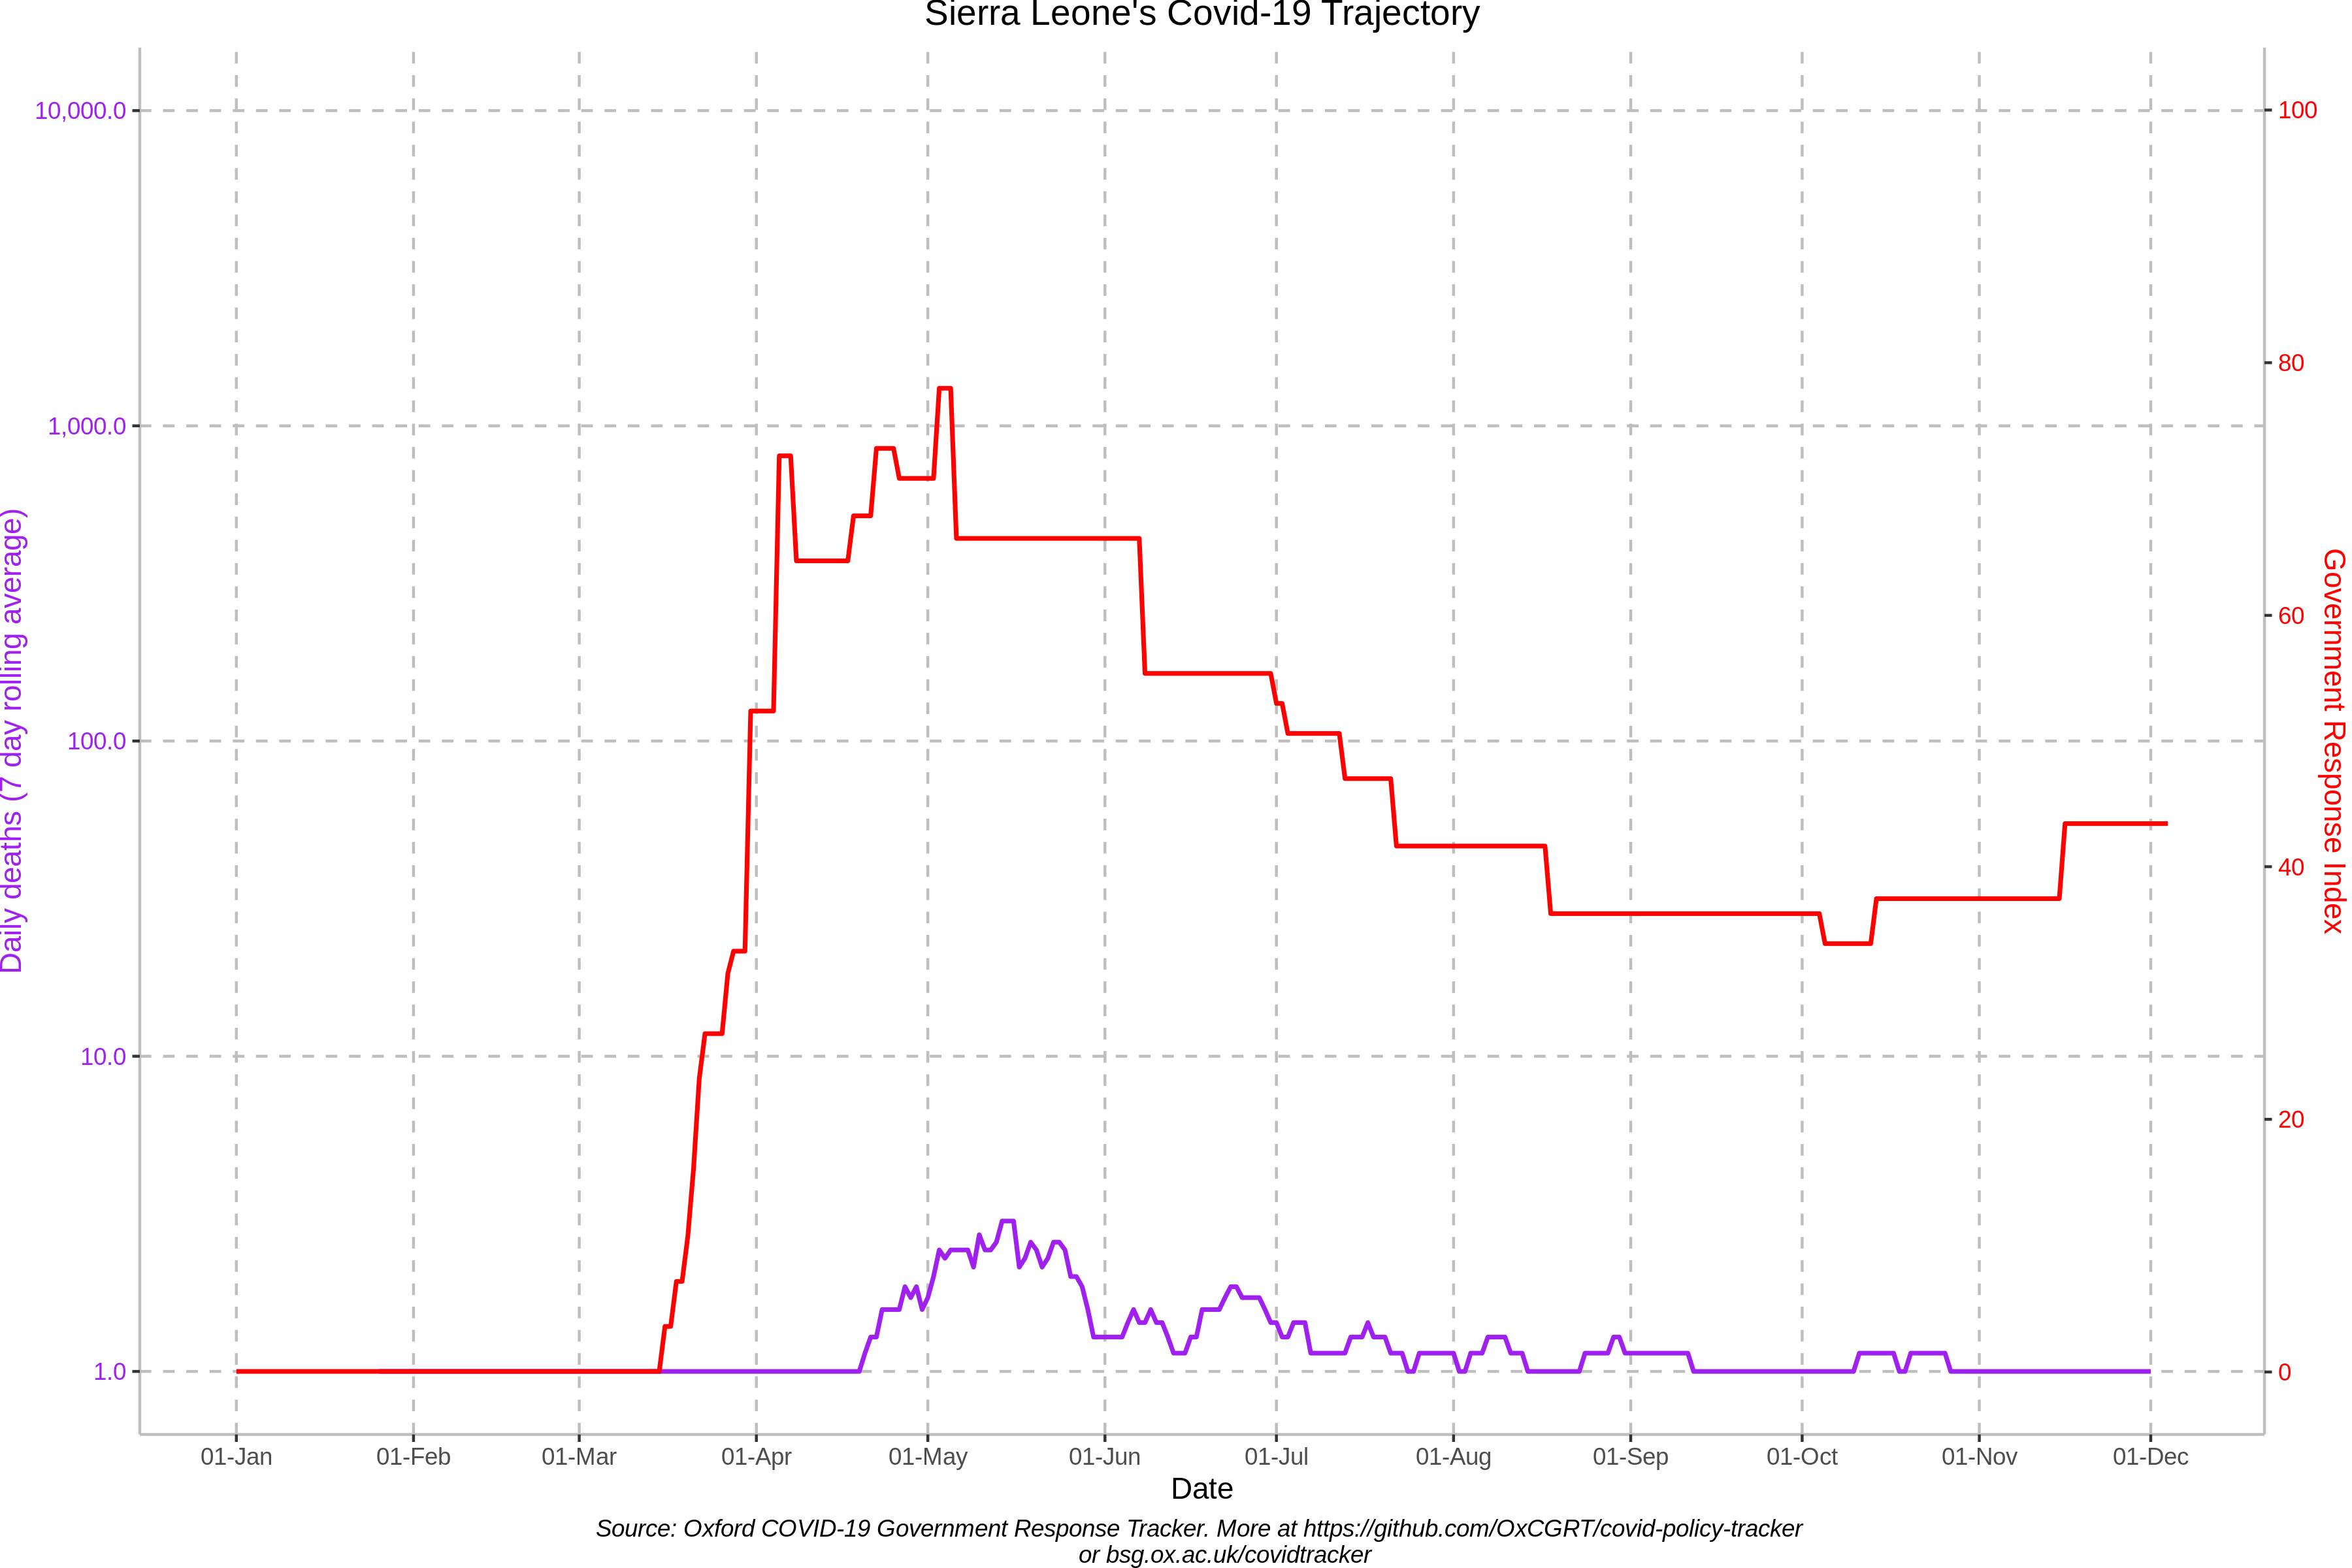 Sierra Leone's Covid-19 Trajectory
10,000.0
1,000.0
100.0
10.0
1.0
Daily deaths (7 day rolling average)
100
80
60
40
20
0
Government Response Index
01-Jan 01-Feb 01-Mar 01-Apr 01-May 01-Jun 01-Jul 01-Aug 01-Sep 01-Oct 01-Nov 01-Dec
Date
Source: Oxford COVID-19 Government Response Tracker. More at https://github.com/OxCGRT/covid-policy-tracker
or bsg.ox.ac.uk/covidtracker